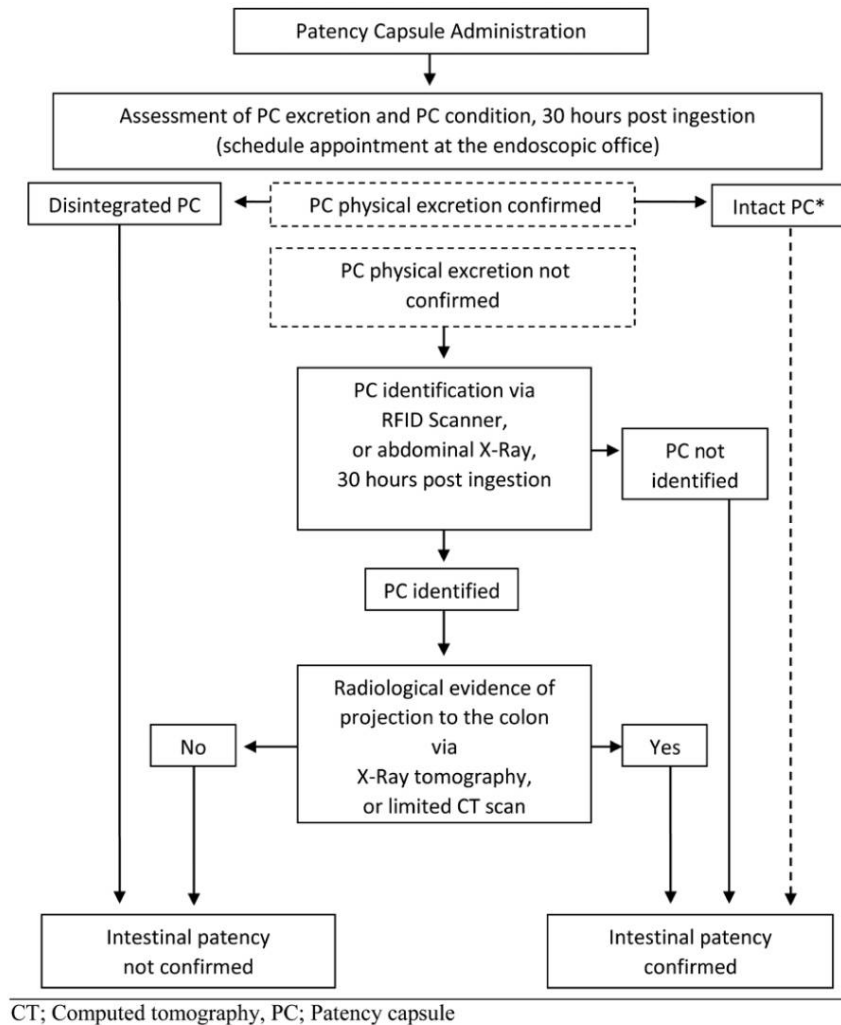 Patency Capsule Administration
Assessment of PC excretion and PC condition, 30 hours post ingestion
(schedule appointment at the endoscopic office)
Disintegrated PC
PC physical excretion confirmed
Intact PC*
PC physical excretion not
confirmed
PC identification via
RFID Scanner,
or abdominal X-Ray,
30 hours post ingestion
PC not
identified
PC identified
Radiological evidence of
projection to the colon
via
X-Ray tomography,
or limited CT scan
No
Yes
Intestinal patency
not confirmed
Intestinal patency
confirmed
CT; Computed tomography, PC; Patency capsule